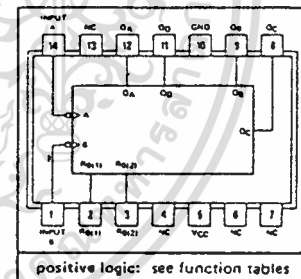 INPUT A NC QA QD GND QB QC
14 13 12 11 10 9 8
QA QD QB
A
QC
B
R0(1) R0(2)
1 2 3 4 5 6 7
INPUT B R0(1) R0(2) NC VCC NC NC
positive logic: see function tables